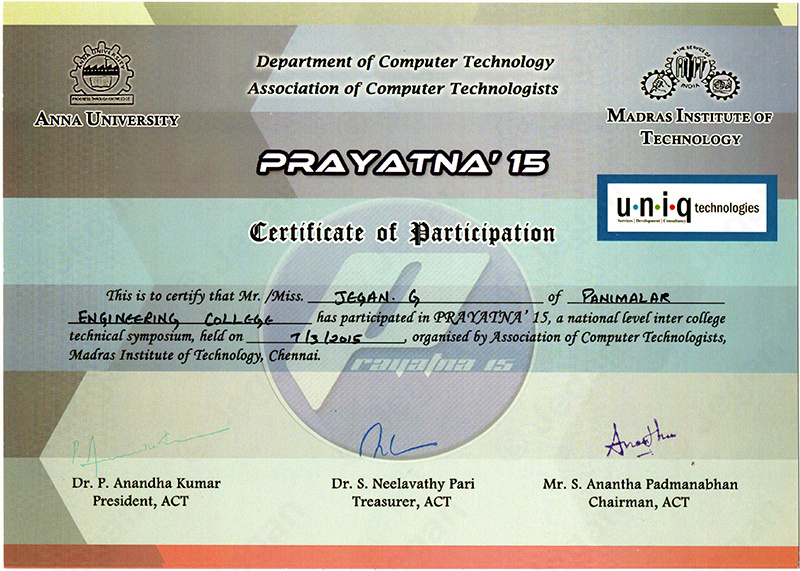 Department of Computer Technology
Association of Computer Technologists
ANNA UNIVERSITY
PROGRESS THROUGH KNOWLEDGE
ANNA UNIVERSITY
IN THE SERVICE OF
INDIA
MADRAS INSTITUTE OF
TECHNOLOGY
PRAYATNA' 15
u·n·i·q technologies
Services | Development | Consultancy
Certificate of Participation
This is to certify that Mr. /Miss. JEGAN. G of PANIMALAR
ENGINEERING COLLEGE has participated in PRAYATNA' 15, a national level inter college
technical symposium, held on 7/3/2015, organised by Association of Computer Technologists,
Madras Institute of Technology, Chennai.
Prayatna 15
Dr. P. Anandha Kumar
President, ACT
Dr. S. Neelavathy Pari
Treasurer, ACT
Anantha
Mr. S. Anantha Padmanabhan
Chairman, ACT